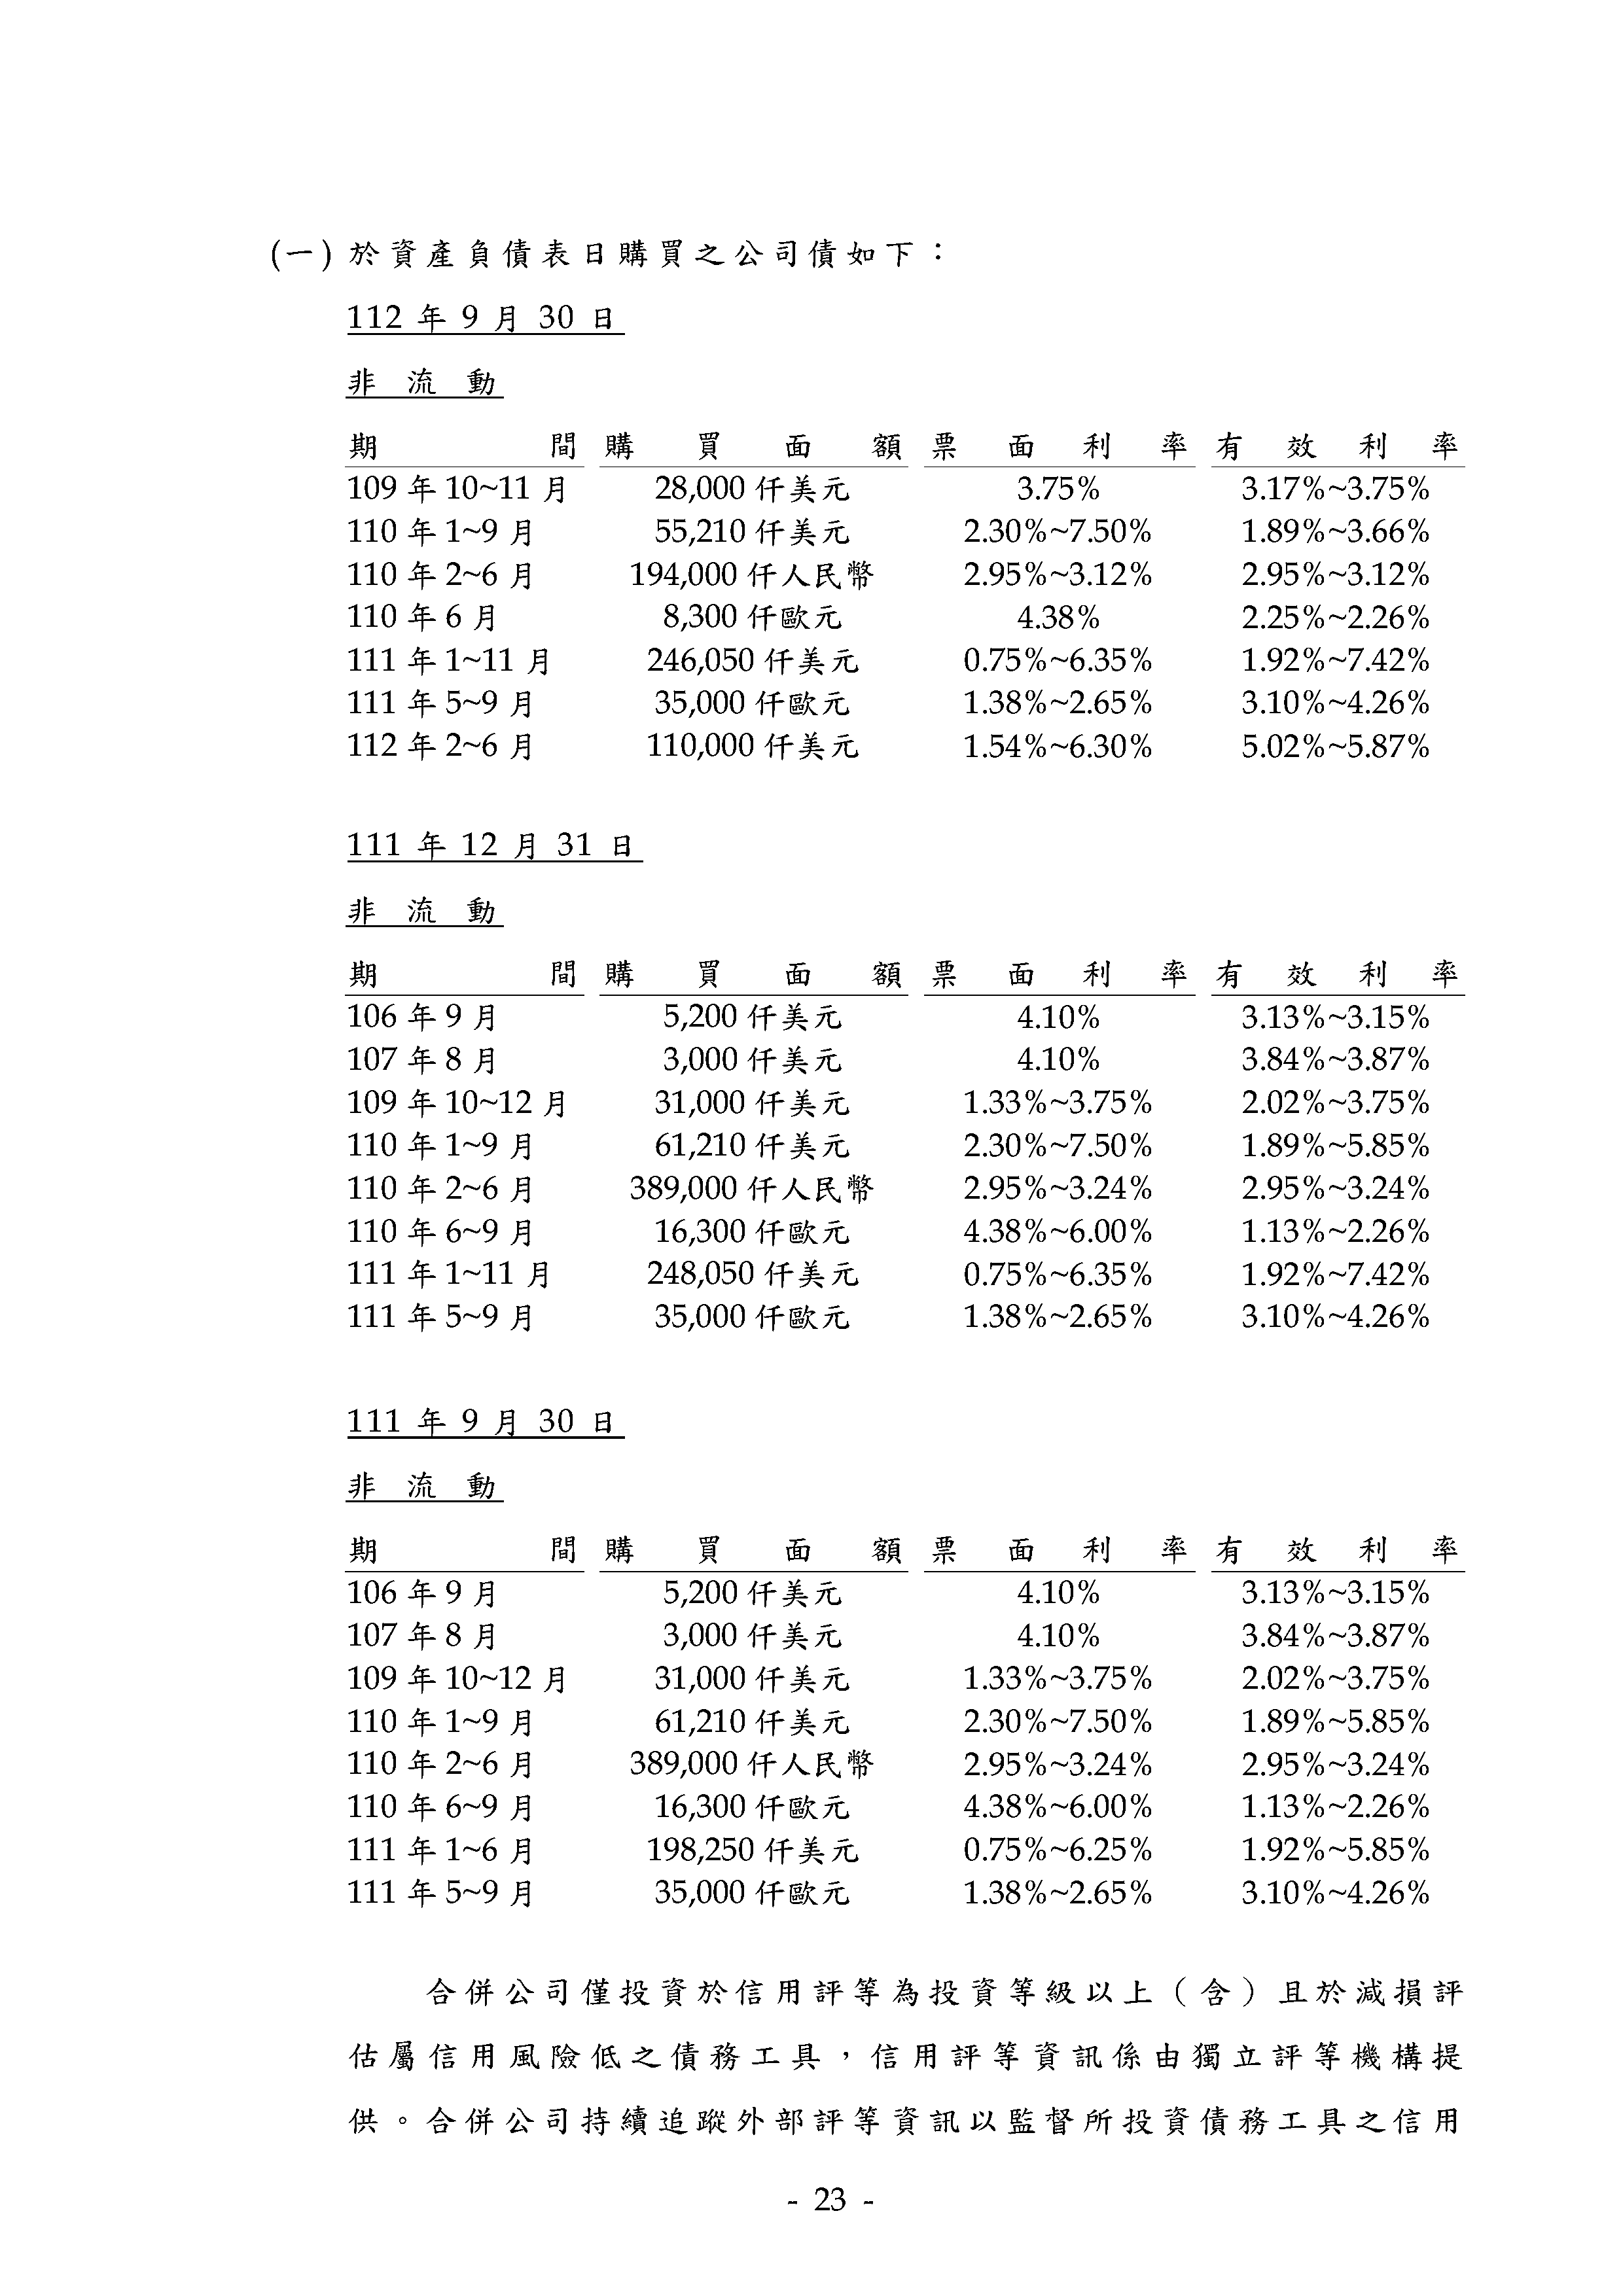 (一) 於資產負債表日購買之公司債如下：
112 年 9 月 30 日
非流動
期間 購買面額 票面利率 有效利率
109 年 10~11 月 28,000 仟美元 3.75% 3.17%~3.75%
110 年 1~9 月 55,210 仟美元 2.30%~7.50% 1.89%~3.66%
110 年 2~6 月 194,000 仟人民幣 2.95%~3.12% 2.95%~3.12%
110 年 6 月 8,300 仟歐元 4.38% 2.25%~2.26%
111 年 1~11 月 246,050 仟美元 0.75%~6.35% 1.92%~7.42%
111 年 5~9 月 35,000 仟歐元 1.38%~2.65% 3.10%~4.26%
112 年 2~6 月 110,000 仟美元 1.54%~6.30% 5.02%~5.87%
111 年 12 月 31 日
非流動
期間 購買面額 票面利率 有效利率
106 年 9 月 5,200 仟美元 4.10% 3.13%~3.15%
107 年 8 月 3,000 仟美元 4.10% 3.84%~3.87%
109 年 10~12 月 31,000 仟美元 1.33%~3.75% 2.02%~3.75%
110 年 1~9 月 61,210 仟美元 2.30%~7.50% 1.89%~5.85%
110 年 2~6 月 389,000 仟人民幣 2.95%~3.24% 2.95%~3.24%
110 年 6~9 月 16,300 仟歐元 4.38%~6.00% 1.13%~2.26%
111 年 1~11 月 248,050 仟美元 0.75%~6.35% 1.92%~7.42%
111 年 5~9 月 35,000 仟歐元 1.38%~2.65% 3.10%~4.26%
111 年 9 月 30 日
非流動
期間 購買面額 票面利率 有效利率
106 年 9 月 5,200 仟美元 4.10% 3.13%~3.15%
107 年 8 月 3,000 仟美元 4.10% 3.84%~3.87%
109 年 10~12 月 31,000 仟美元 1.33%~3.75% 2.02%~3.75%
110 年 1~9 月 61,210 仟美元 2.30%~7.50% 1.89%~5.85%
110 年 2~6 月 389,000 仟人民幣 2.95%~3.24% 2.95%~3.24%
110 年 6~9 月 16,300 仟歐元 4.38%~6.00% 1.13%~2.26%
111 年 1~6 月 198,250 仟美元 0.75%~6.25% 1.92%~5.85%
111 年 5~9 月 35,000 仟歐元 1.38%~2.65% 3.10%~4.26%
合併公司僅投資於信用評等為投資等級以上（含）且於減損評
估屬信用風險低之債務工具，信用評等資訊係由獨立評等機構提
供。合併公司持續追蹤外部評等資訊以監督所投資債務工具之信用
- 23 -